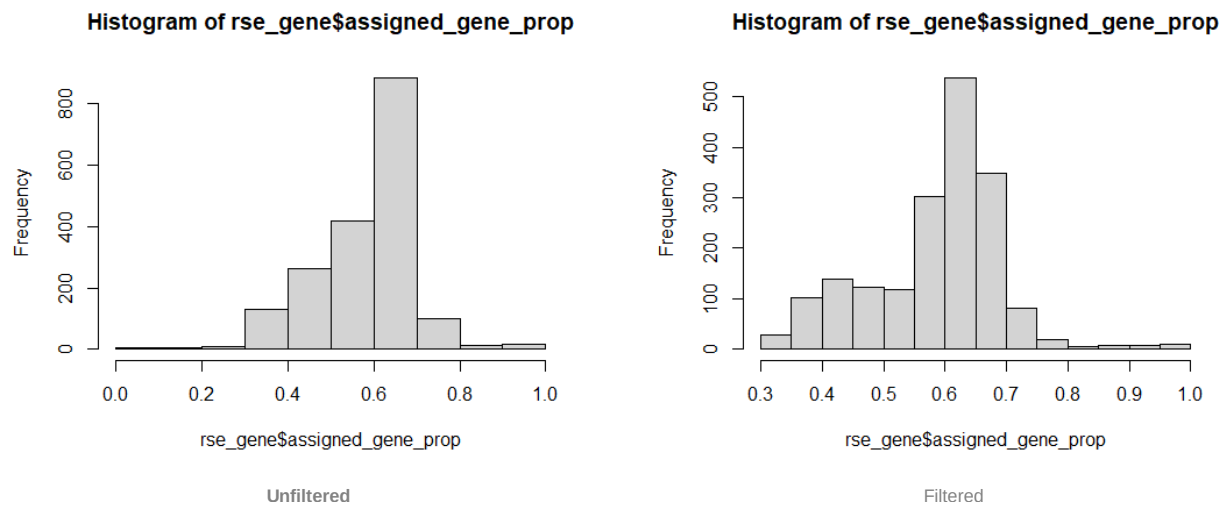 Histogram of rse_gene$assigned_gene_prop
Frequency
800
600
400
200
0
0.0 0.2 0.4 0.6 0.8 1.0
rse_gene$assigned_gene_prop
Unfiltered
Histogram of rse_gene$assigned_gene_prop
Frequency
500
400
300
200
100
0
0.3 0.4 0.5 0.6 0.7 0.8 0.9 1.0
rse_gene$assigned_gene_prop
Filtered